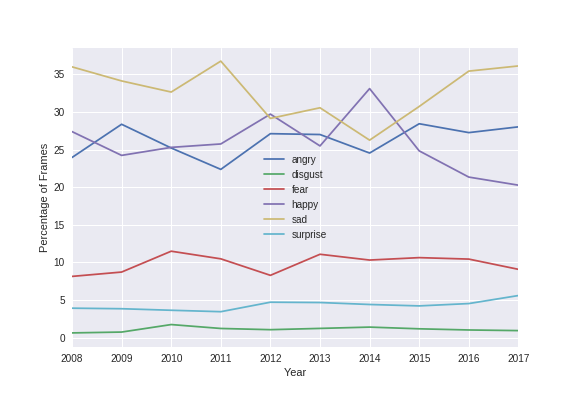 35
30
25
20
15
10
5
0
Percentage of Frames
angry
disgust
fear
happy
sad
surprise
2008 2009 2010 2011 2012 2013 2014 2015 2016 2017
Year